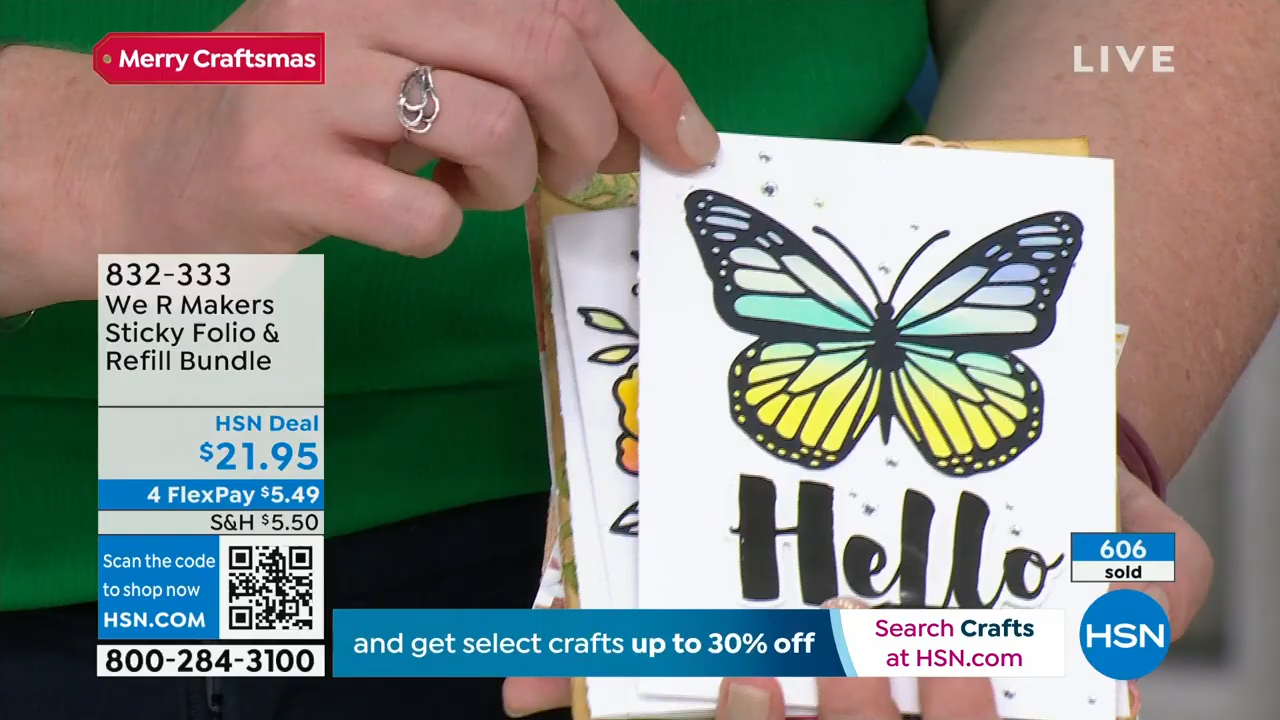 Merry Craftsmas
LIVE
832-333
We R Makers
Sticky Folio &
Refill Bundle
HSN Deal
$21.95
4 FlexPay $5.49
S&H $5.50
Scan the code
to shop now
HSN.COM
800-284-3100
Hello
606
sold
and get select crafts up to 30% off
Search Crafts
at HSN.com
HSN